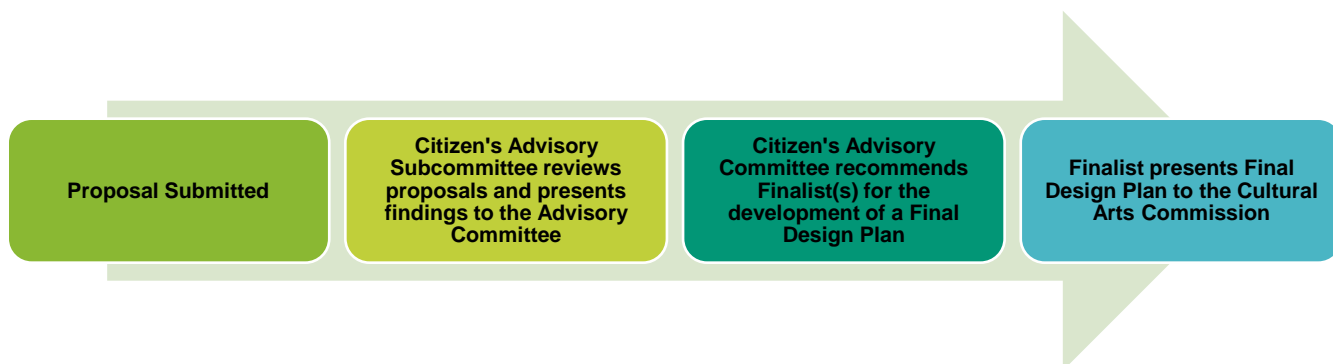 Proposal Submitted
Citizen's Advisory
Subcommittee reviews
proposals and presents
findings to the Advisory
Committee
Citizen's Advisory
Committee recommends
Finalist(s) for the
development of a Final
Design Plan
Finalist presents Final
Design Plan to the Cultural
Arts Commission